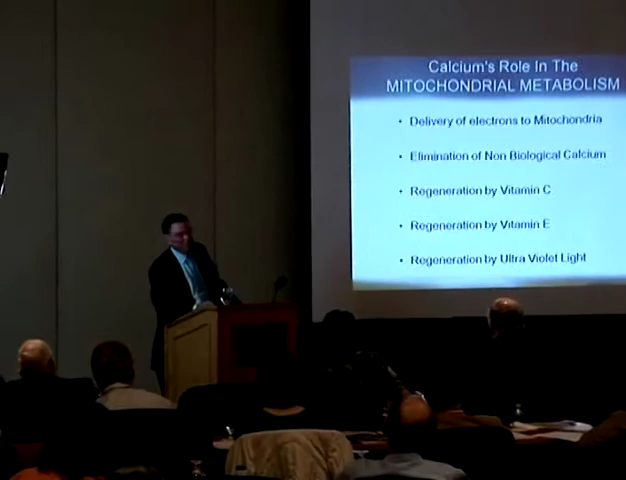 Calcium's Role In The
MITOCHONDRIAL METABOLISM
• Delivery of electrons to Mitochondria
• Elimination of Non Biological Calcium
• Regeneration by Vitamin C
• Regeneration by Vitamin E
• Regeneration by Ultra Violet Light